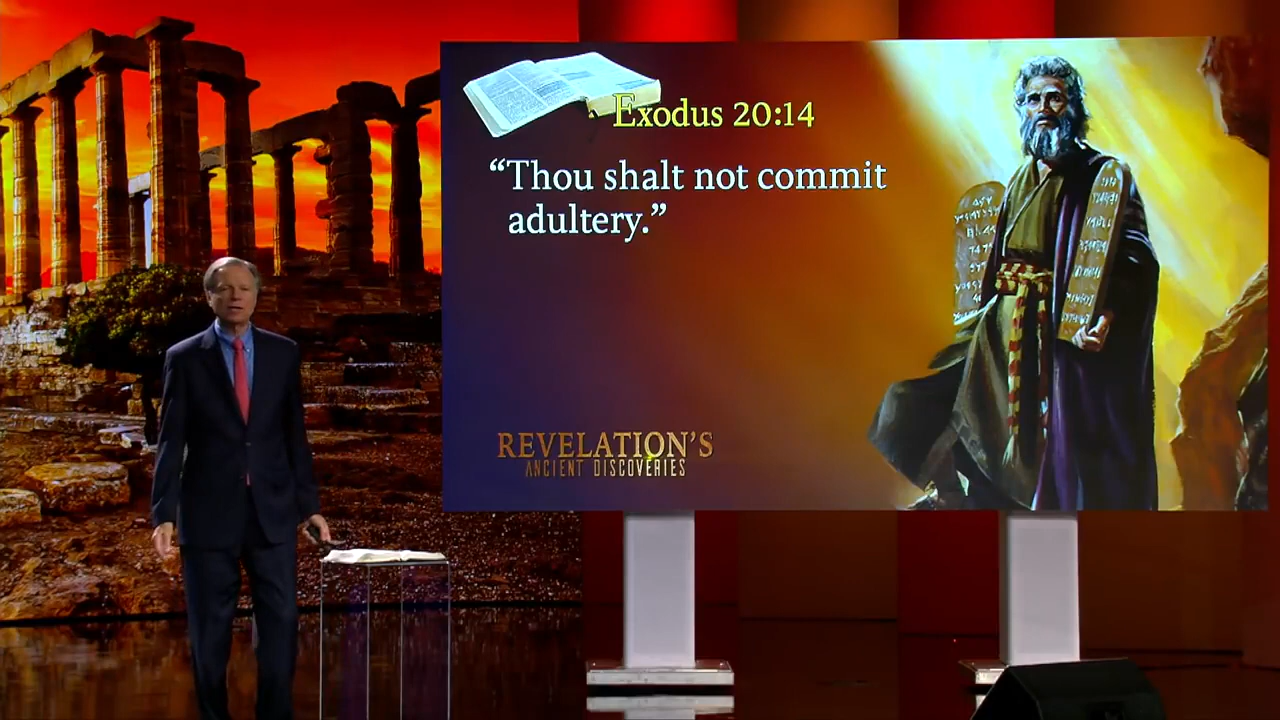 Exodus 20:14
“Thou shalt not commit
adultery.”
REVELATION'S
ANCIENT DISCOVERIES